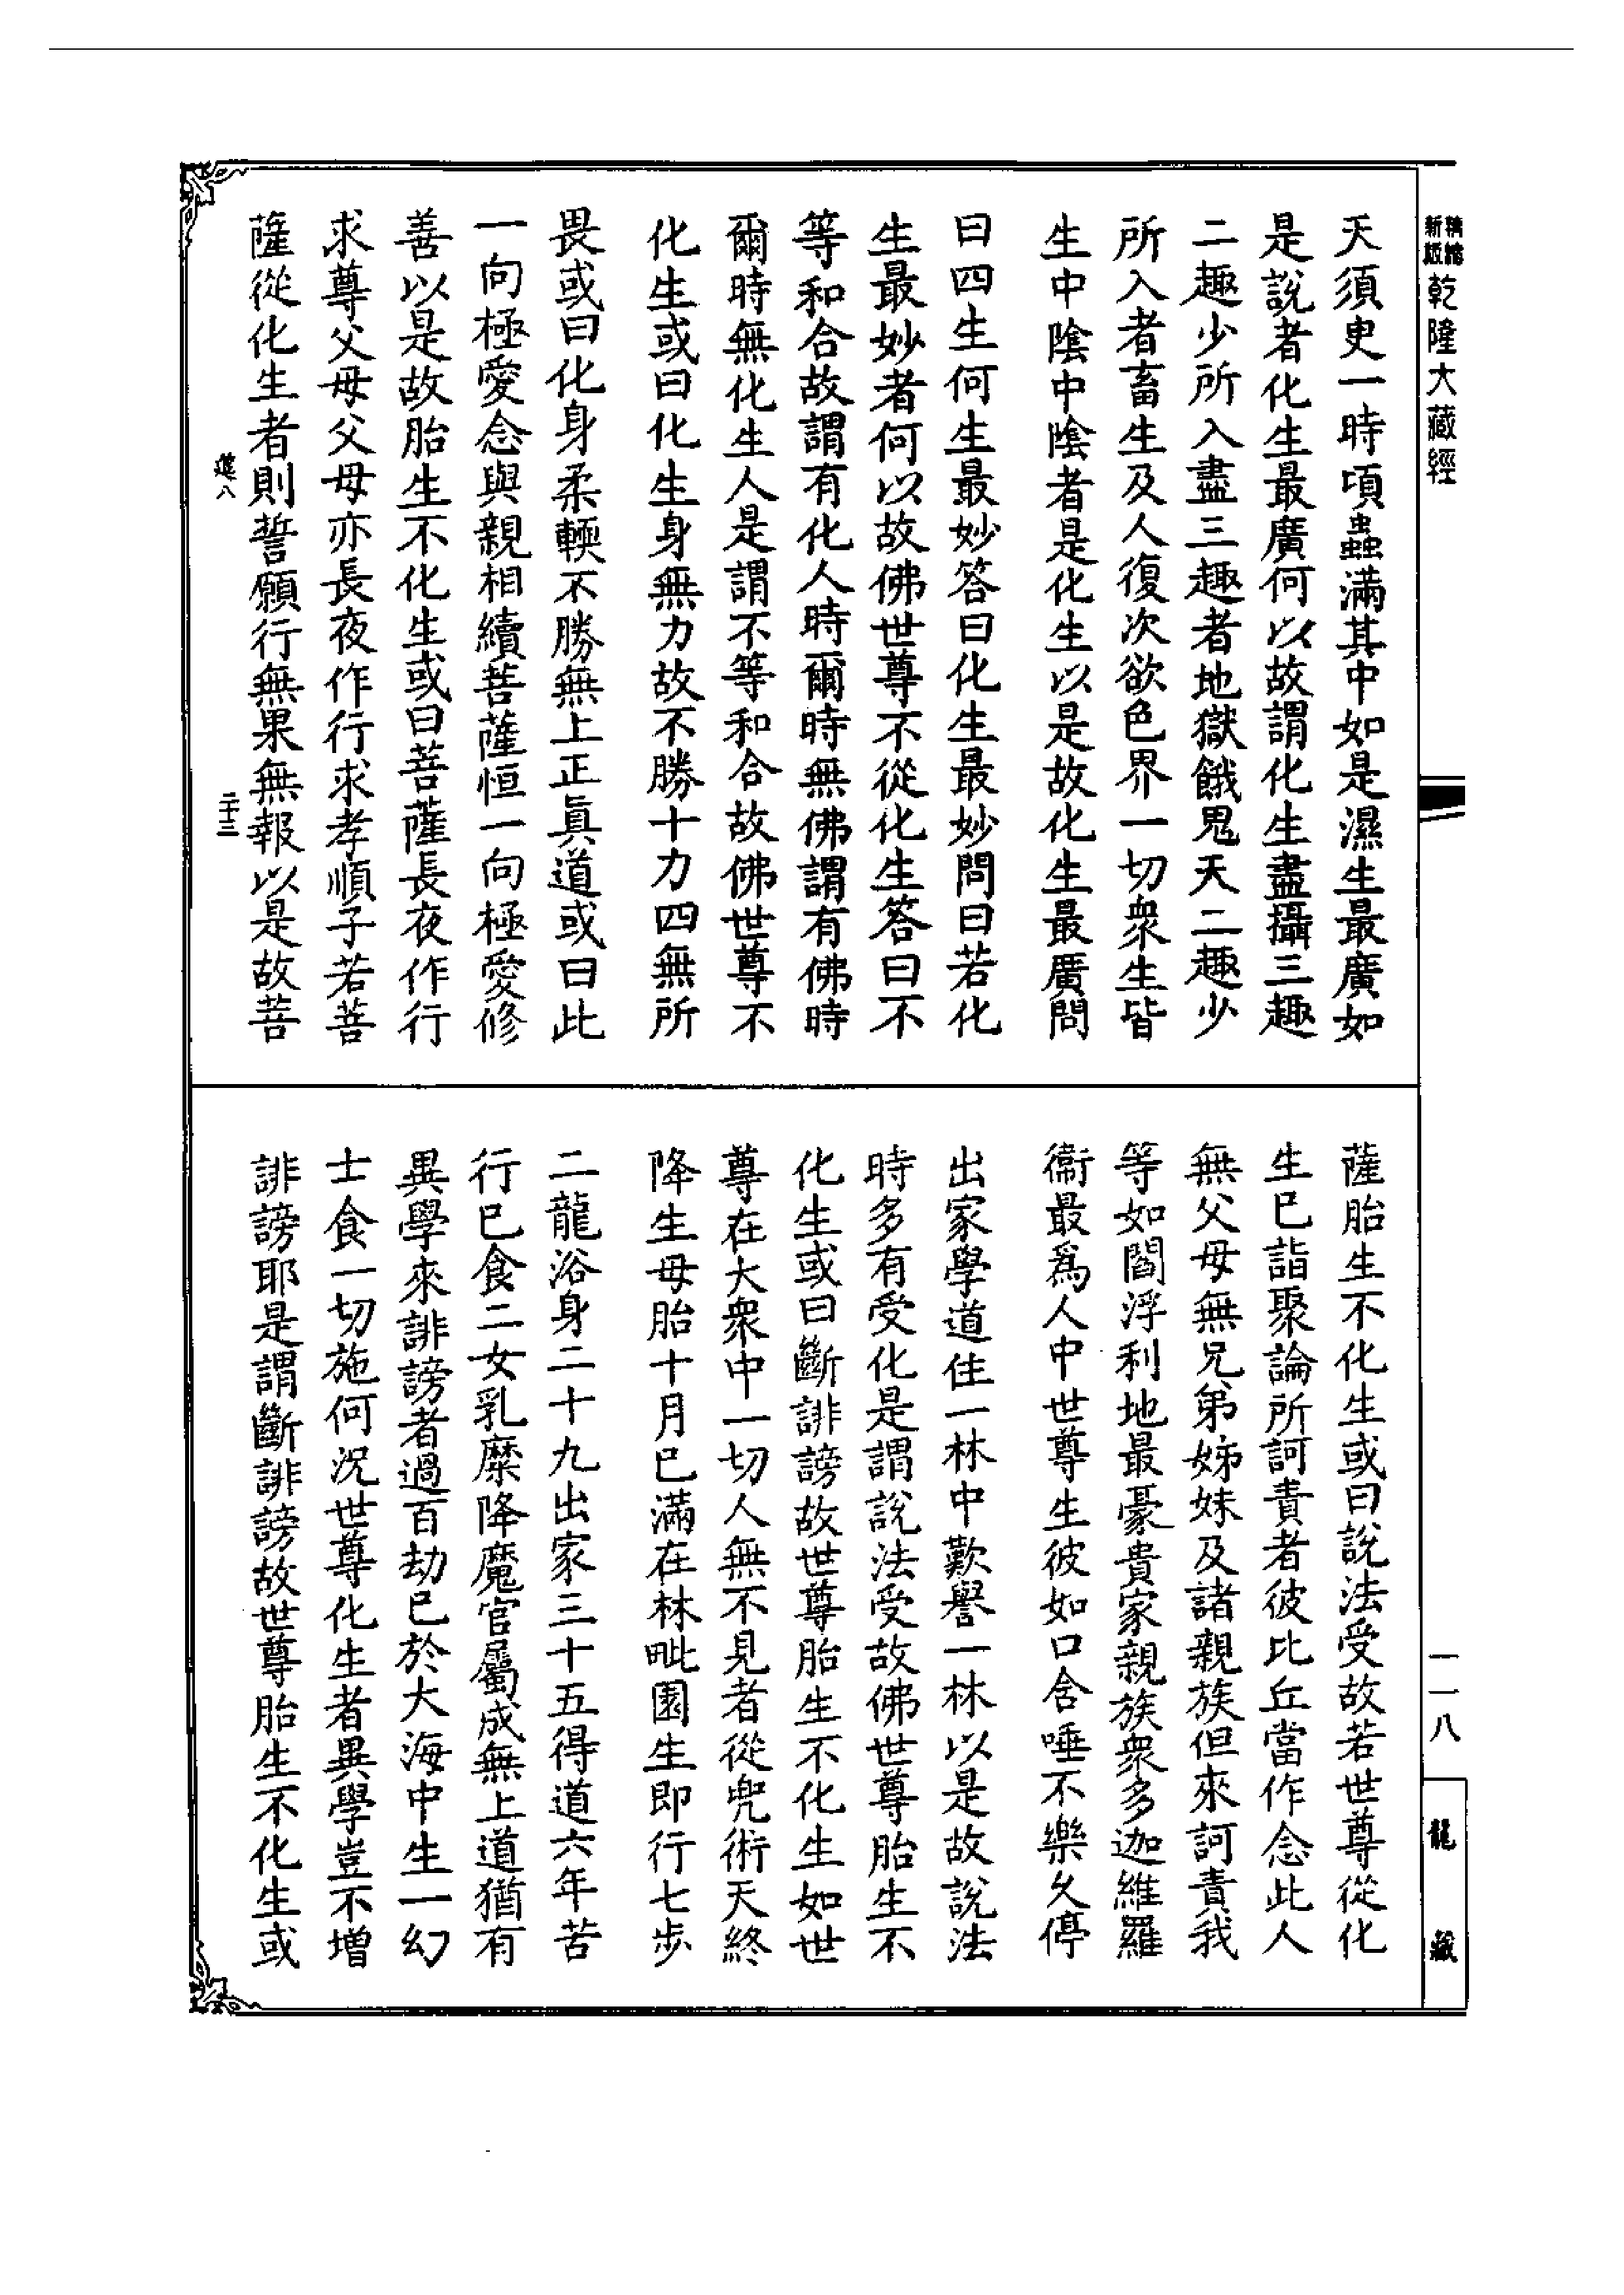 乾隆大藏經
一一八
龍藏
天須臾一時頃蟲滿其中如是濕生最廣如
是說者化生最廣何以故謂化生盡攝三趣
二趣少所入盡三趣者地獄餓鬼天二趣少
所入者畜生及人復次欲色界一切衆生皆
生中陰中陰者是化生以是故化生最廣問
曰四生何生最妙答曰化生最妙問曰若化
生最妙者何以故佛世尊不從化生答曰不
等和合故謂有化人時爾時無佛謂有佛時
爾時無化生人是謂不等和合故佛世尊不
化生或曰化生身無力故不勝十力四無所
畏或曰化身柔輭不勝無上正眞道或曰此
一向極愛念與親相續菩薩恒一向極愛修
善以是故胎生不化生或曰菩薩長夜作行
求尊父母父母亦長夜作行求孝順子若菩
薩從化生者則誓願行無果無報以是故菩
二十三
薩胎生不化生或曰說法受故若世尊從化
生已詣聚論所訶責者彼比丘當作念此人
無父母無兄弟姊妹及諸親族但來訶責我
等如閻浮利地最豪貴家親族衆多迦維羅
衞最爲人中世尊生彼如口含唾不樂久停
出家學道住一林中歎譽一林以是故說法
時多有受化是謂說法受故佛世尊胎生不
化生或曰斷誹謗故世尊胎生不化生如世
尊在大衆中一切人無不見者從兜術天終
降生母胎十月已滿在林毗園生即行七步
二龍浴身二十九出家三十五得道六年苦
行已食二女乳糜降魔官屬成無上道猶有
異學來誹謗者過百劫已於大海中生一幻
士食一切施何況世尊化生者異學豈不增
誹謗耶是謂斷誹謗故世尊胎生不化生或